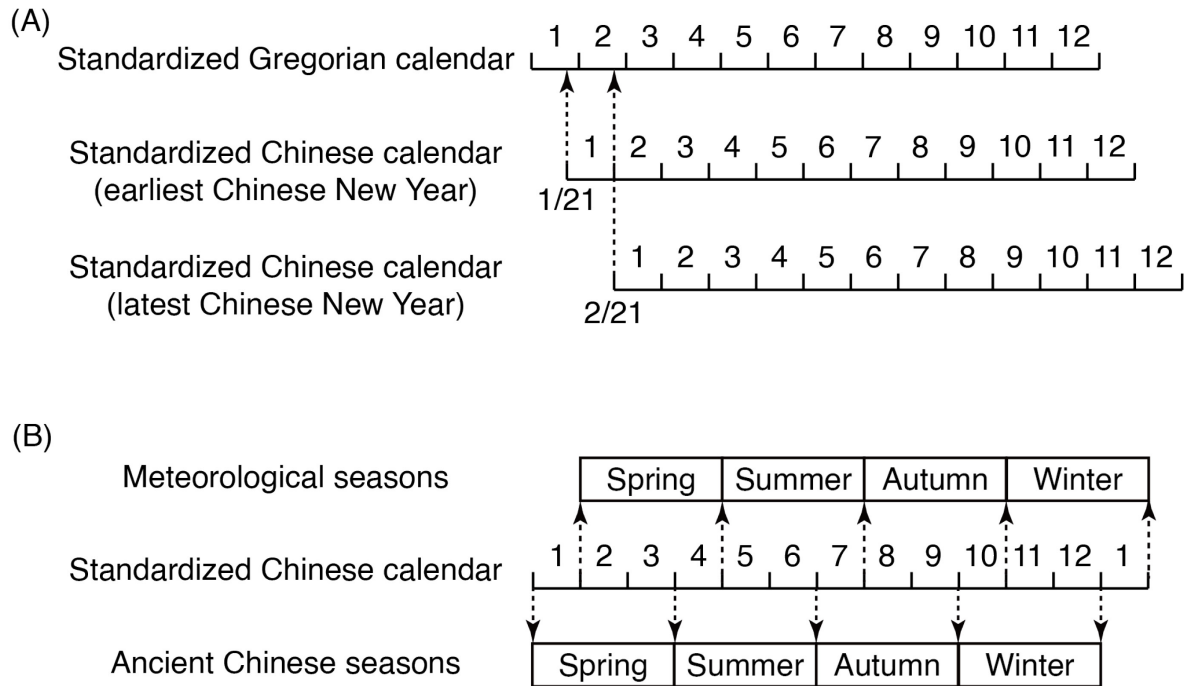 (A)
1 2 3 4 5 6 7 8 9 10 11 12
Standardized Gregorian calendar
Standardized Chinese calendar
(earliest Chinese New Year)
1 2 3 4 5 6 7 8 9 10 11 12
1/21
Standardized Chinese calendar
(latest Chinese New Year)
1 2 3 4 5 6 7 8 9 10 11 12
2/21
(B)
Meteorological seasons
Spring Summer Autumn Winter
Standardized Chinese calendar
1 2 3 4 5 6 7 8 9 10 11 12 1
Ancient Chinese seasons
Spring Summer Autumn Winter